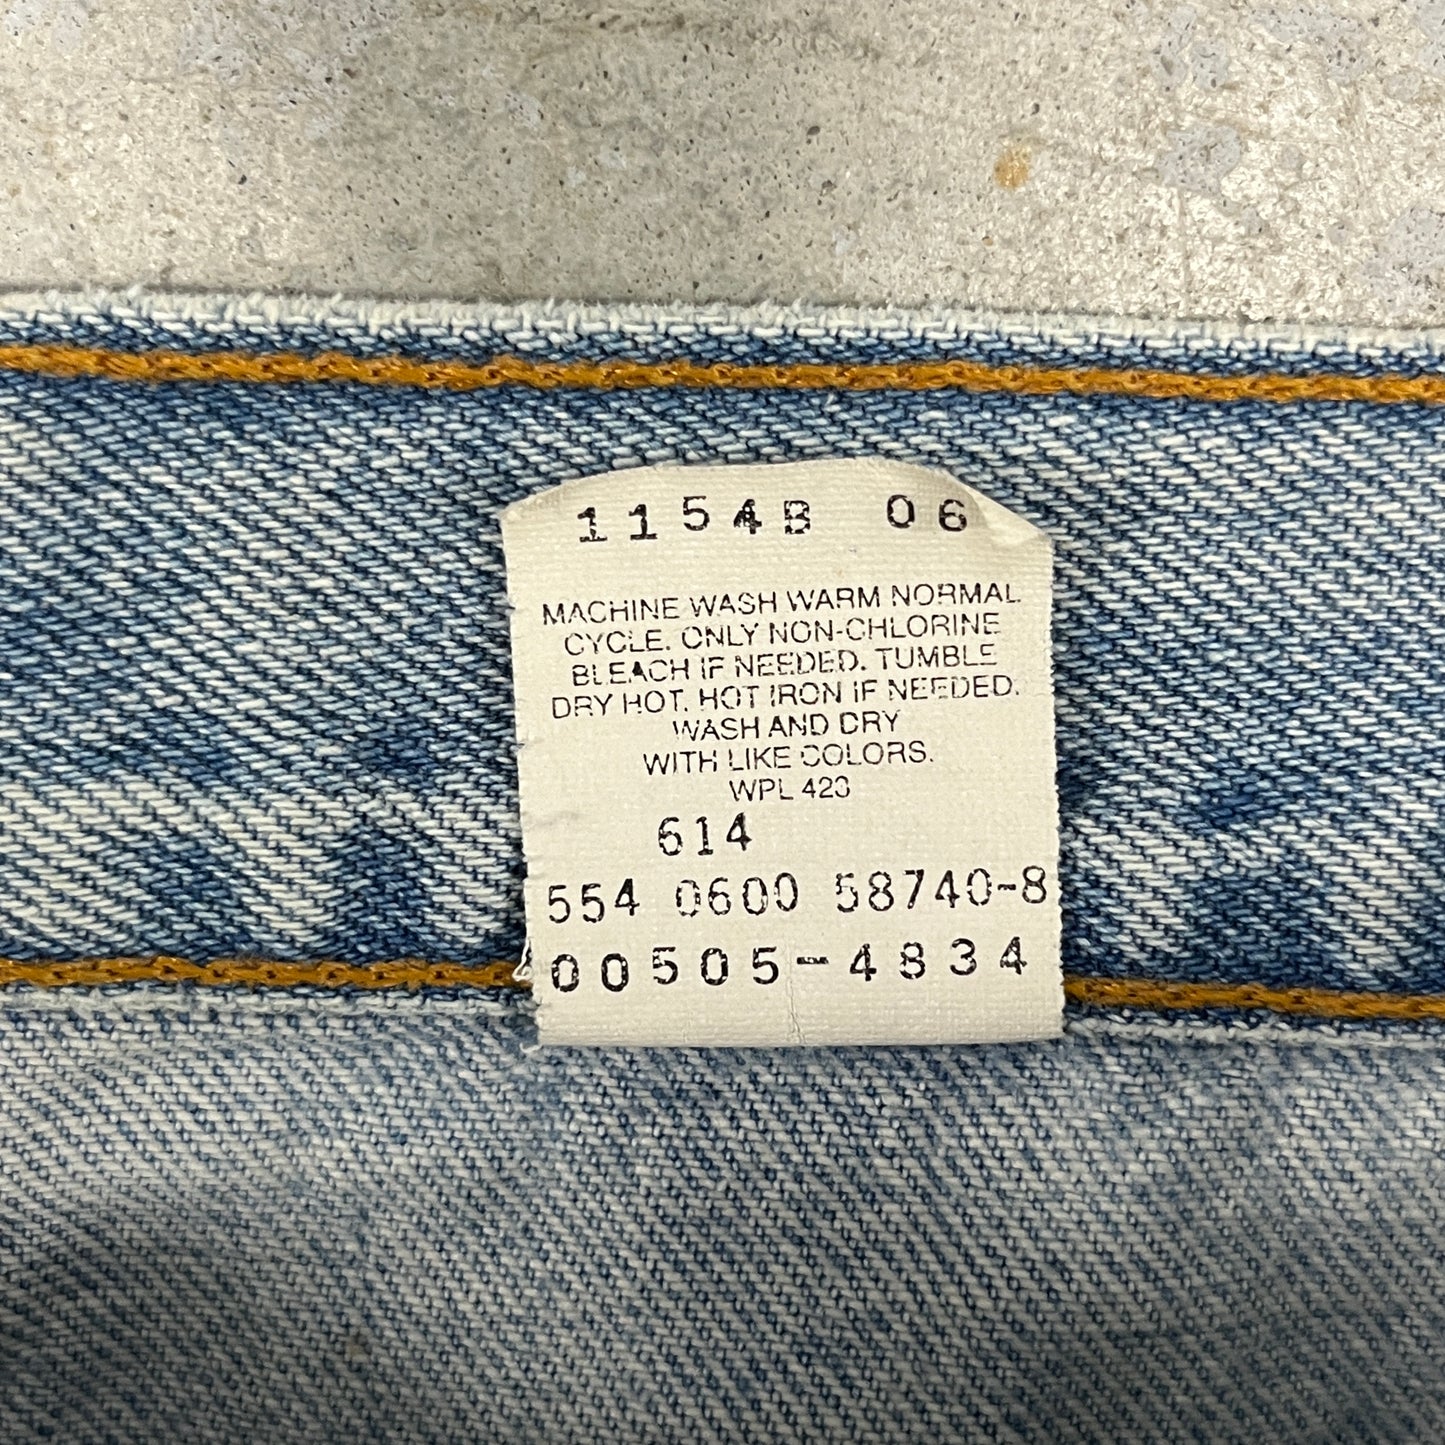 1154B 06
MACHINE WASH WARM NORMAL
CYCLE. ONLY NON-CHLORINE
BLEACH IF NEEDED. TUMBLE
DRY HOT. HOT IRON IF NEEDED.
WASH AND DRY
WITH LIKE COLORS.
WPL 423
614
554 0600 58740-8
00505-4834